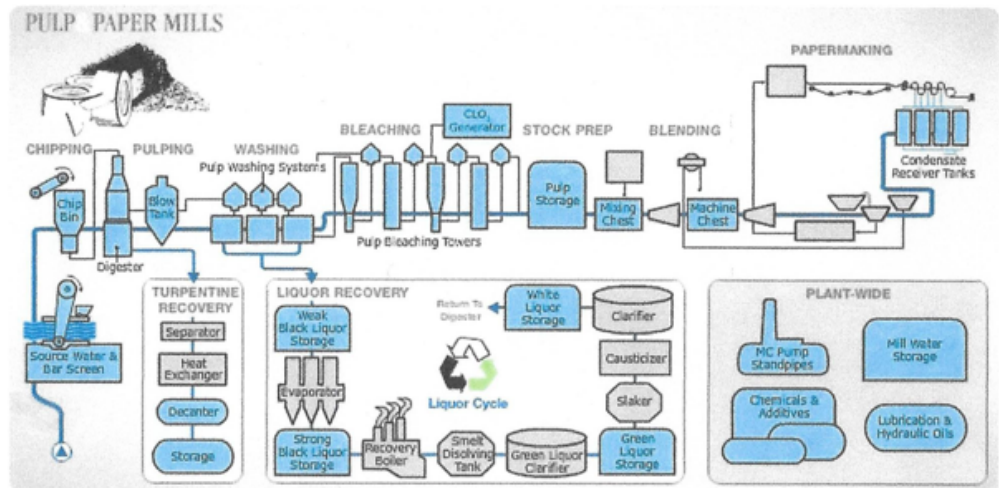 PULP PAPER MILLS
PAPERMAKING
CLO₂
Generator
BLEACHING
STOCK PREP
BLENDING
CHIPPING
PULPING
WASHING
Pulp Washing Systems
Condensate
Receiver Tanks
Chip
Bin
Blow
Tank
Pulp
Storage
Mixing
Chest
Machine
Chest
Digester
Pulp Bleaching Towers
TURPENTINE
RECOVERY
Separator
Heat
Exchanger
Decanter
Storage
Source Water &
Bar Screen
LIQUOR RECOVERY
Weak
Black Liquor
Storage
Evaporator
Strong
Black Liquor
Storage
Return To
Digester
White
Liquor
Storage
Clarifier
Causticizer
Slaker
Liquor Cycle
Recovery
Boiler
Smelt
Disolving
Tank
Green Liquor
Clarifier
Green
Liquor
Storage
PLANT-WIDE
MC Pump
Standpipes
Mill Water
Storage
Chemicals &
Additives
Lubrication &
Hydraulic Oils